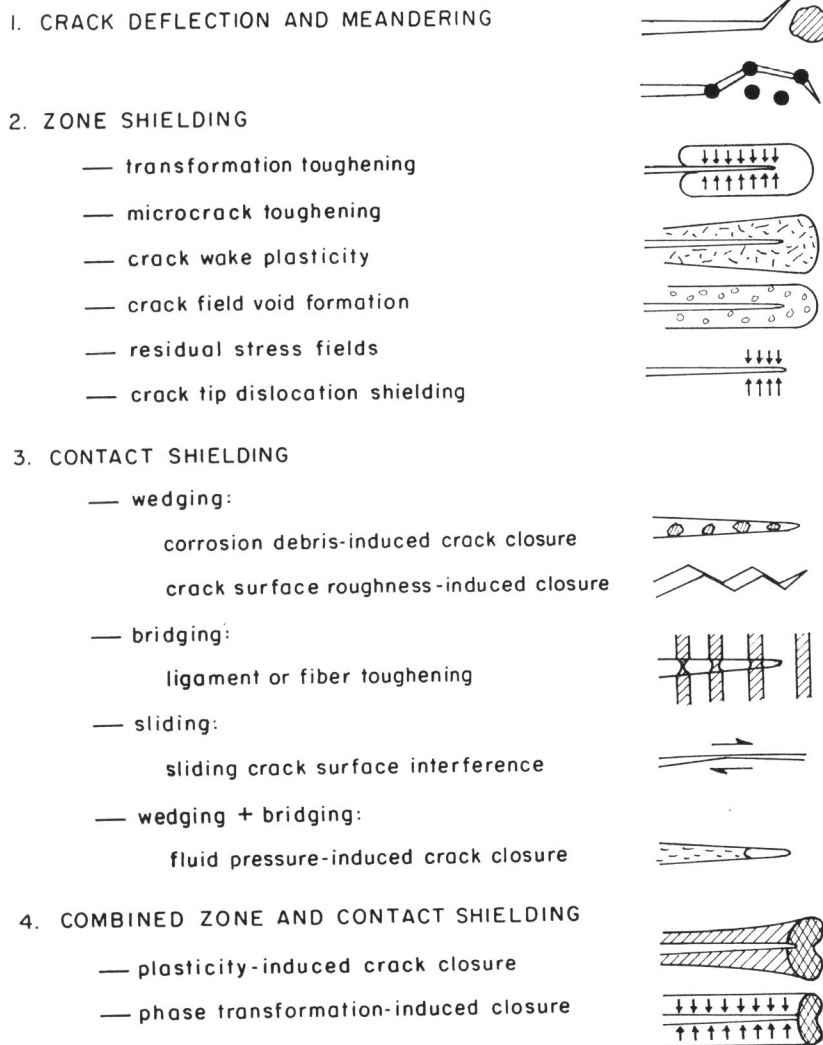 1. CRACK DEFLECTION AND MEANDERING
2. ZONE SHIELDING
— transformation toughening
— microcrack toughening
— crack wake plasticity
— crack field void formation
— residual stress fields
— crack tip dislocation shielding
3. CONTACT SHIELDING
— wedging:
corrosion debris-induced crack closure
crack surface roughness-induced closure
— bridging:
ligament or fiber toughening
— sliding:
sliding crack surface interference
— wedging + bridging:
fluid pressure-induced crack closure
4. COMBINED ZONE AND CONTACT SHIELDING
— plasticity-induced crack closure
— phase transformation-induced closure